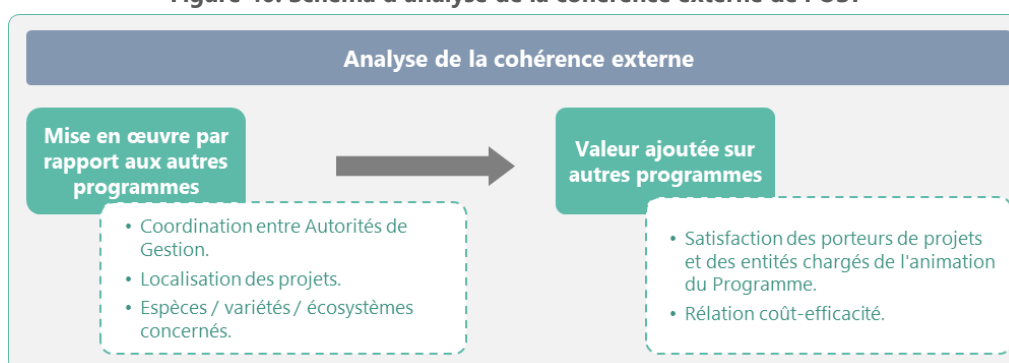 Analyse de la cohérence externe
Mise en œuvre par
rapport aux autres
programmes
• Coordination entre Autorités de
Gestion.
• Localisation des projets.
• Espèces / variétés / écosystèmes
concernés.
Valeur ajoutée sur
autres programmes
• Satisfaction des porteurs de projets
et des entités chargés de l'animation
du Programme.
• Rélation coût-efficacité.